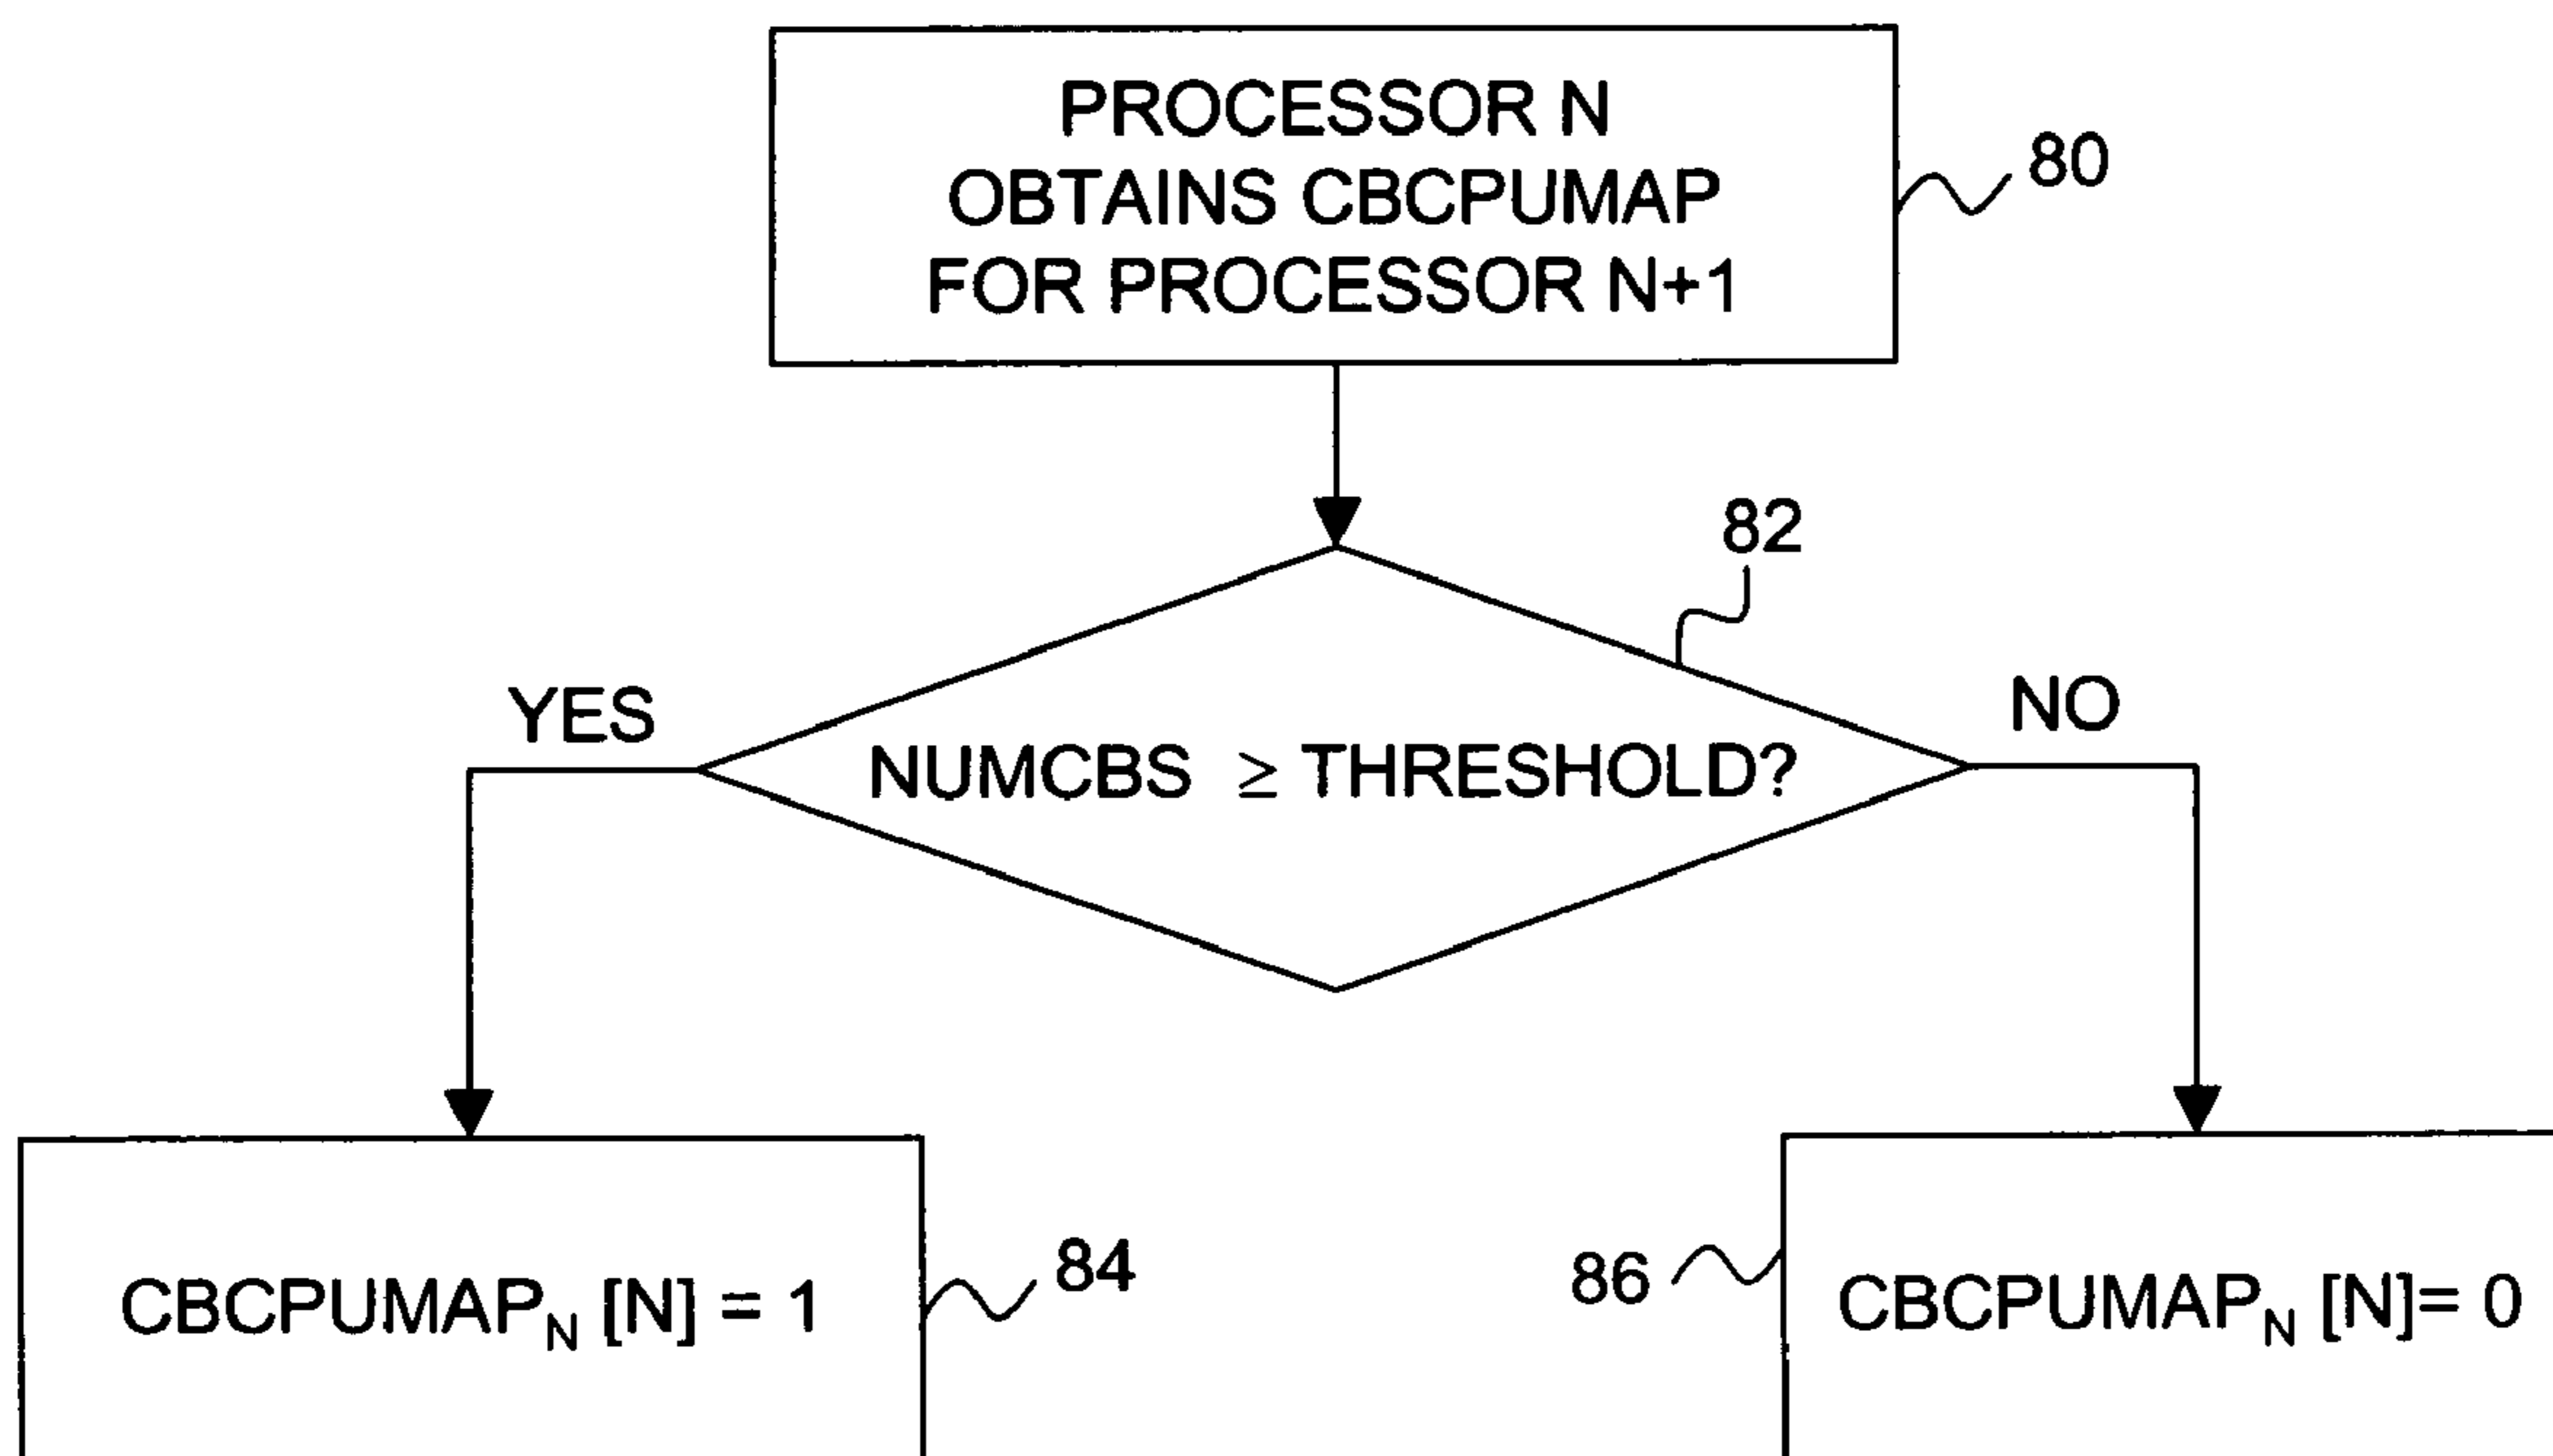 PROCESSOR N
OBTAINS CBCPUMAP
FOR PROCESSOR N+1
80
82
YES
NO
NUMCBS ≥ THRESHOLD?
CBCPUMAP_N [N] = 1
84
86
CBCPUMAP_N [N]= 0